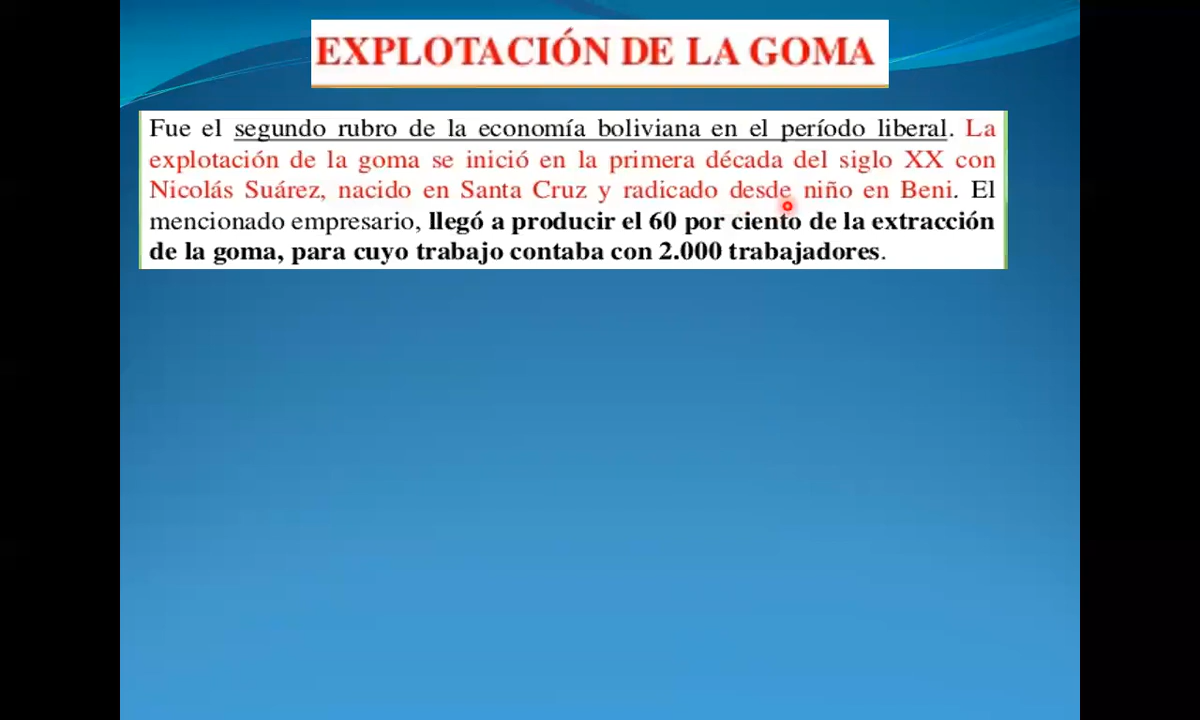 EXPLOTACIÓN DE LA GOMA
Fue el segundo rubro de la economía boliviana en el período liberal. La
explotación de la goma se inició en la primera década del siglo XX con
Nicolás Suárez, nacido en Santa Cruz y radicado desde niño en Beni. El
mencionado empresario, llegó a producir el 60 por ciento de la extracción
de la goma, para cuyo trabajo contaba con 2.000 trabajadores.